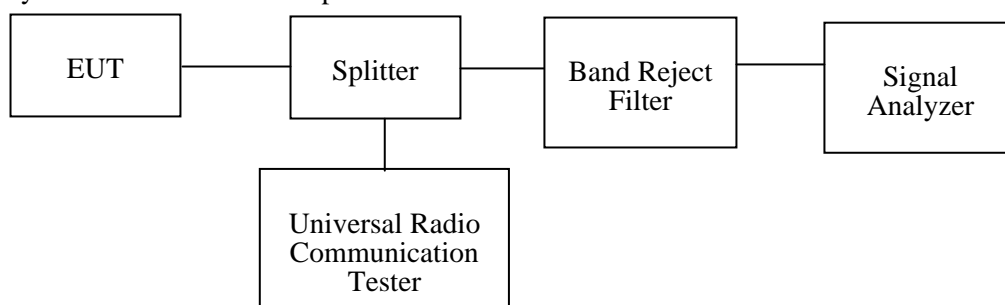 EUT
Splitter
Band Reject
Filter
Signal
Analyzer
Universal Radio
Communication
Tester